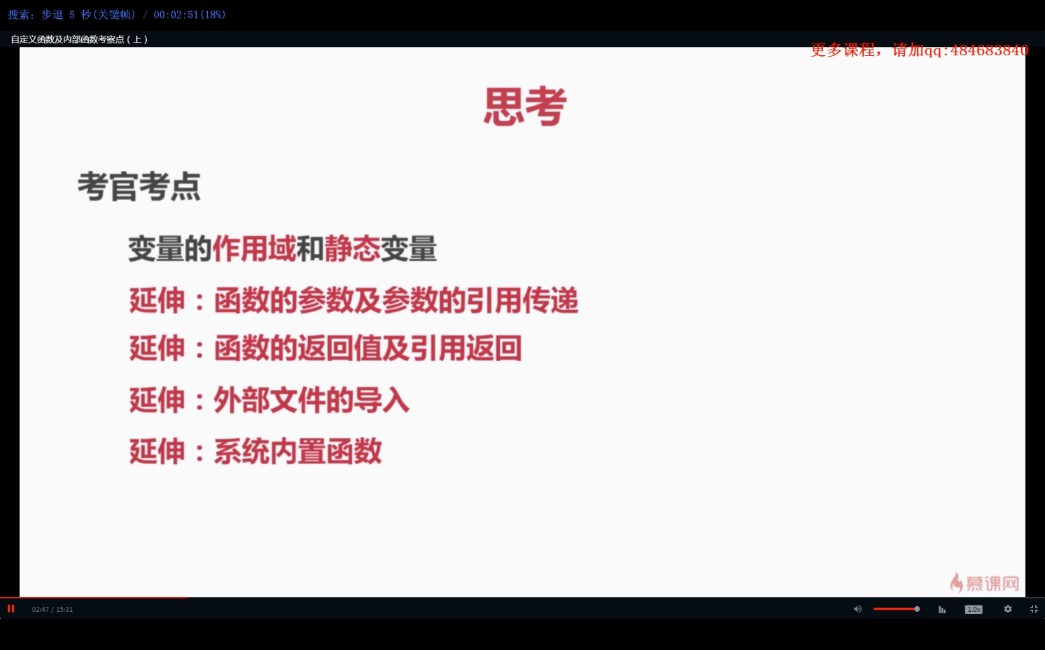 搜索: 步退 5 秒(关键帧) / 00:02:51(18%)
自定义函数及内部函数考察点（上）
更多课程，请加qq:484683840
思考
考官考点
变量的作用域和静态变量
延伸：函数的参数及参数的引用传递
延伸：函数的返回值及引用返回
延伸：外部文件的导入
延伸：系统内置函数
慕课网
02:47 / 15:31
1.0x